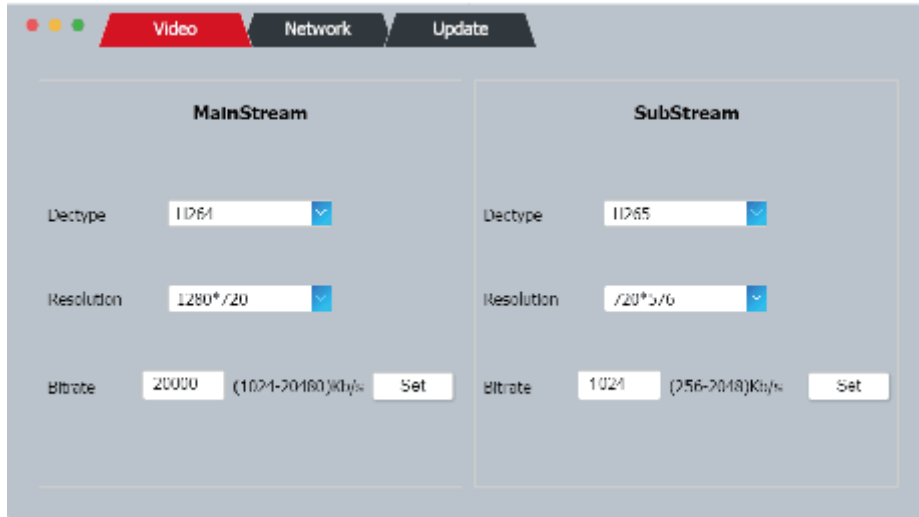 Video Network Update
MainStream
Dectype H264
Resolution 1280*720
Bitrate 20000 (1024-20480)Kb/s Set
SubStream
Dectype H265
Resolution 720*576
Bitrate 1024 (256-2048)Kb/s Set